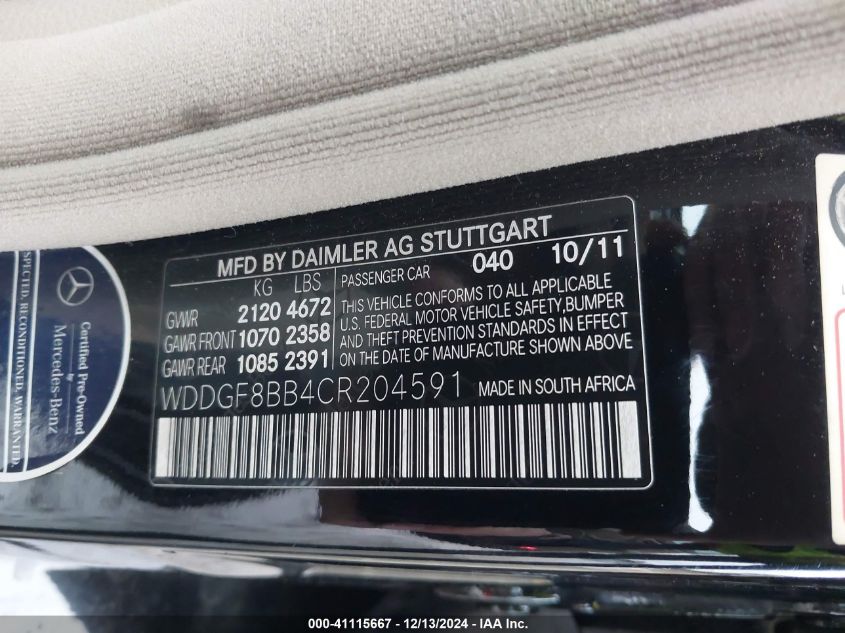 MFD BY DAIMLER AG STUTTGART
KG LBS
GVWR 2120 4672
GAWR FRONT 1070 2358
GAWR REAR 1085 2391
PASSENGER CAR 040 10/11
THIS VEHICLE CONFORMS TO ALL APPLICABLE
U.S. FEDERAL MOTOR VEHICLE SAFETY,BUMPER
AND THEFT PREVENTION STANDARDS IN EFFECT
ON THE DATE OF MANUFACTURE SHOWN ABOVE
WDDGF8BB4CR204591 MADE IN SOUTH AFRICA
Certified Pre-Owned
Mercedes-Benz
RECONDITIONED, WARRANTED
000-41115667 - 12/13/2024 - IAA Inc.